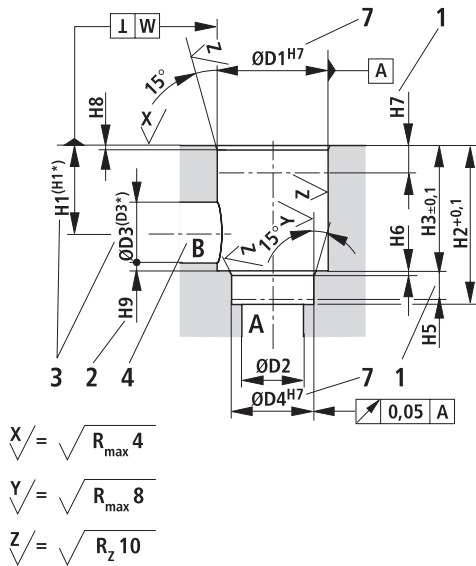 ⊥ W
7
1
ØD1H7
A
15°
Z
X
H8
H7
H1(H1*)
ØD3(D3*)
Z
Z
15°
Y
B
H6
H3±0,1
H2+0,1
H9
A
H5
3
2
4
ØD2
7
1
ØD4H7
↗ 0,05 A
X√ = √Rmax 4
Y√ = √Rmax 8
Z√ = √RZ 10